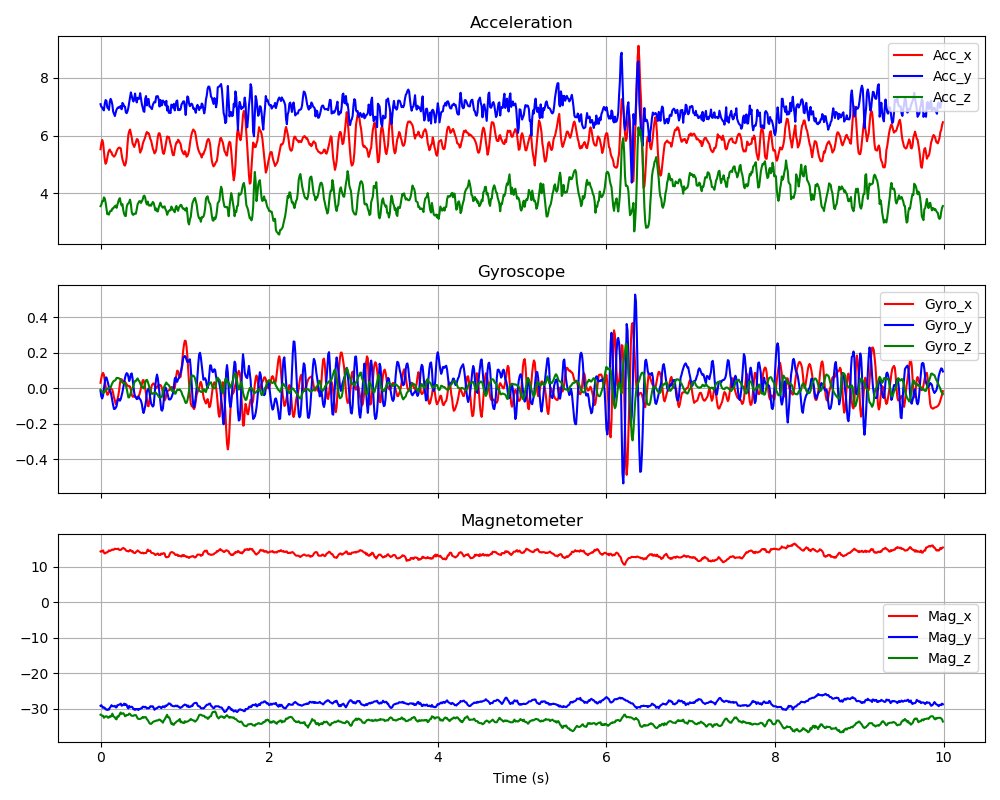 Acceleration
8
6
4
Acc_x
Acc_y
Acc_z
Gyroscope
0.4
0.2
0.0
−0.2
−0.4
Gyro_x
Gyro_y
Gyro_z
Magnetometer
10
0
−10
−20
−30
Mag_x
Mag_y
Mag_z
0 2 4 6 8 10
Time (s)